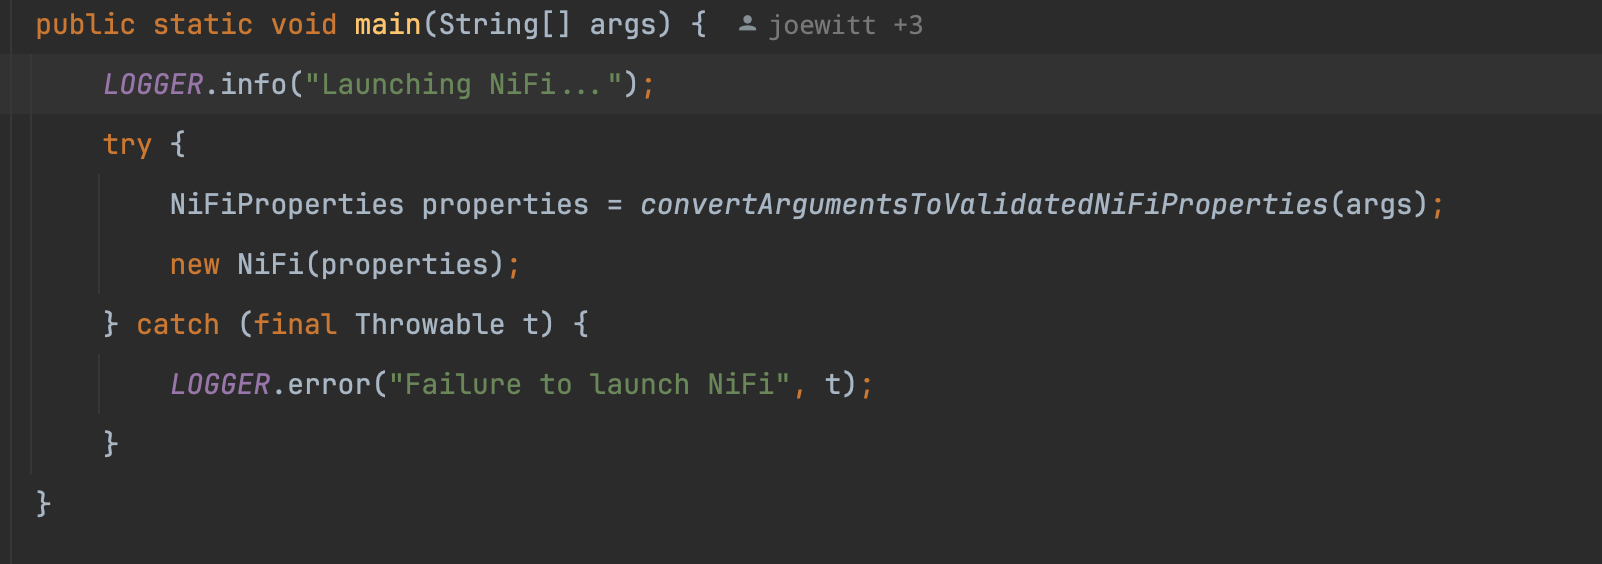 public static void main(String[] args) { joewitt +3
LOGGER.info("Launching NiFi...");
try {
NiFiProperties properties = convertArgumentsToValidatedNiFiProperties(args);
new NiFi(properties);
} catch (final Throwable t) {
LOGGER.error("Failure to launch NiFi", t);
}
}